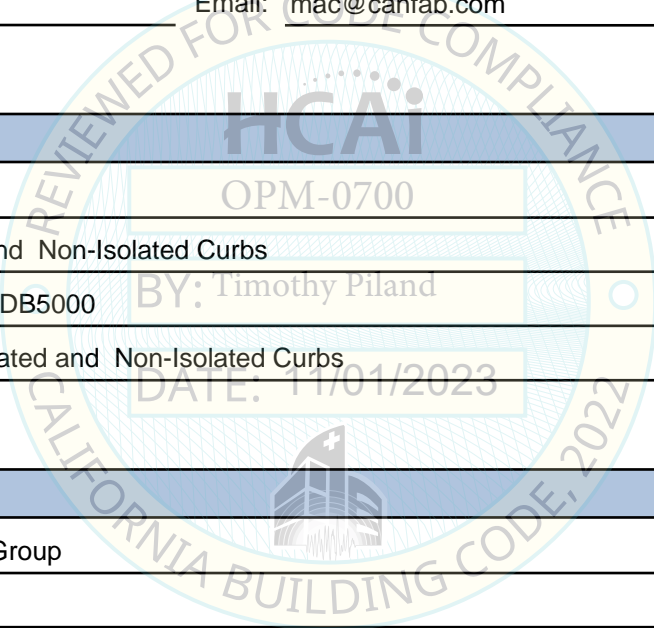 Email: mac@canfab.com
REVIEWED FOR CODE COMPLIANCE
HCAi
OPM-0700
nd Non-Isolated Curbs
BY: Timothy Piland
DB5000
ated and Non-Isolated Curbs
DATE: 11/01/2023
Group
CALIFORNIA BUILDING CODE, 2022